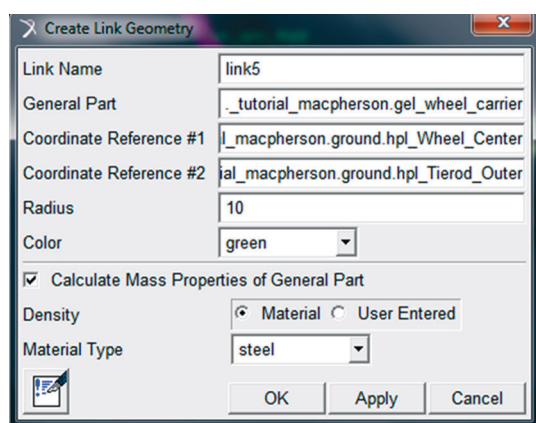 Create Link Geometry
Link Name link5
General Part ._tutorial_macpherson.gel_wheel_carrier
Coordinate Reference #1 l_macpherson.ground.hpl_Wheel_Center
Coordinate Reference #2 ial_macpherson.ground.hpl_Tierod_Outer
Radius 10
Color green
Calculate Mass Properties of General Part
Density Material User Entered
Material Type steel
OK Apply Cancel